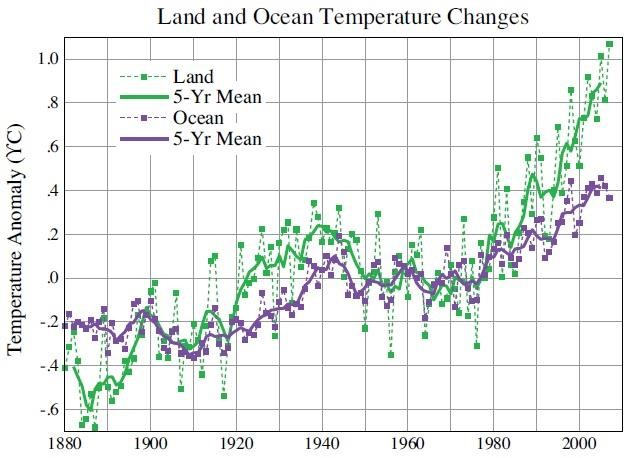 Land and Ocean Temperature Changes
Temperature Anomaly (YC)
1.0
.8
.6
.4
.2
.0
-.2
-.4
-.6
Land
5-Yr Mean
Ocean
5-Yr Mean
1880 1900 1920 1940 1960 1980 2000